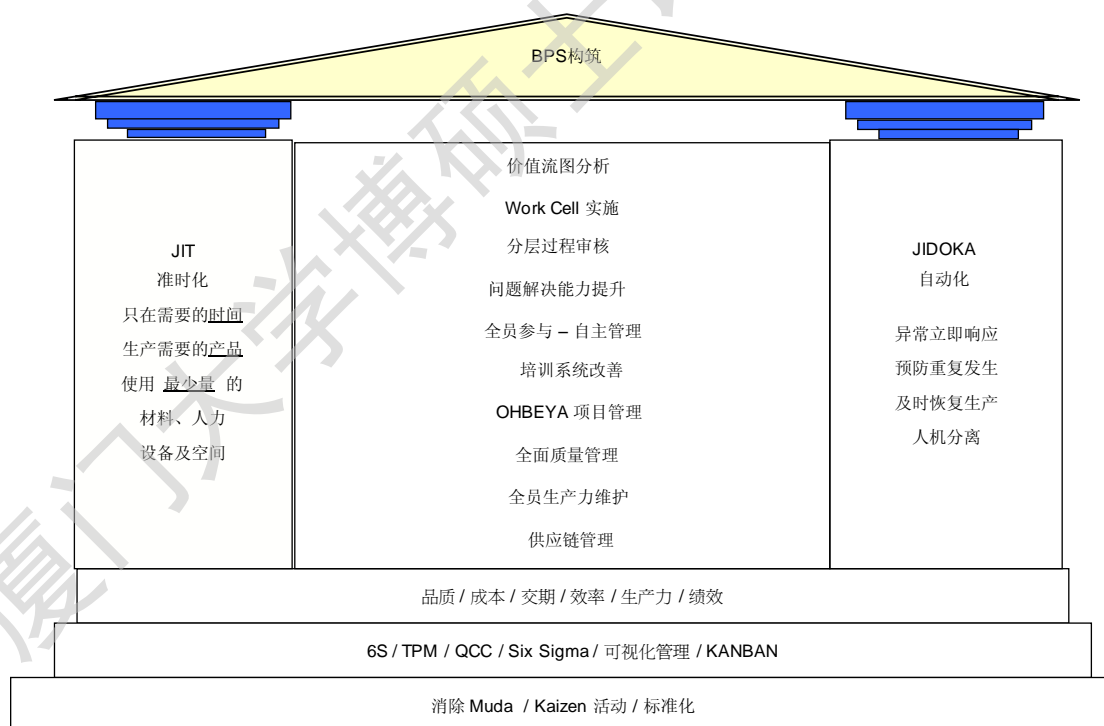 BPS构筑
JIT
准时化
只在需要的时间
生产需要的产品
使用 最少量 的
材料、人力
设备及空间
价值流图分析
Work Cell 实施
分层过程审核
问题解决能力提升
全员参与 – 自主管理
培训系统改善
OHBEYA 项目管理
全面质量管理
全员生产力维护
供应链管理
JIDOKA
自动化
异常立即响应
预防重复发生
及时恢复生产
人机分离
品质 / 成本 / 交期 / 效率 / 生产力 / 绩效
6S / TPM / QCC / Six Sigma / 可视化管理 / KANBAN
消除 Muda / Kaizen 活动 / 标准化
厦门大学博硕士